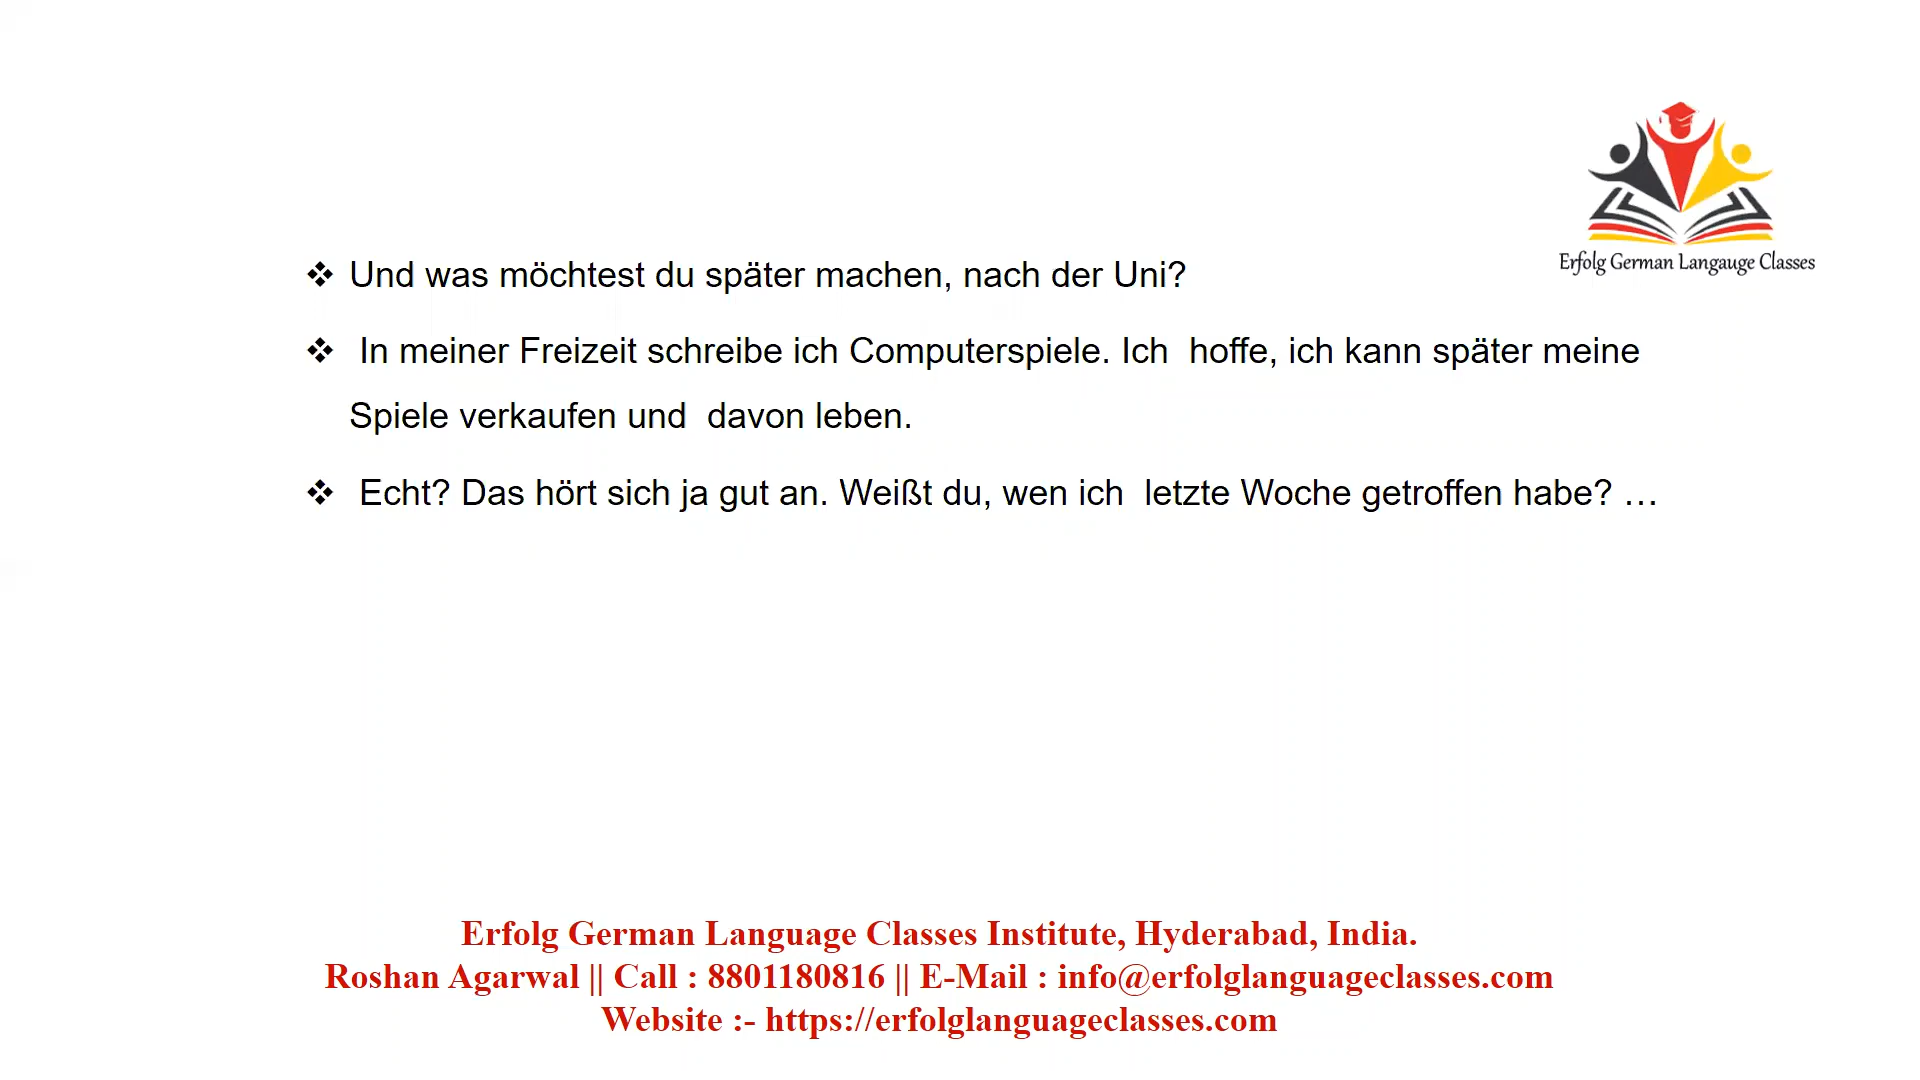 Erfolg German Langauge Classes
❖ Und was möchtest du später machen, nach der Uni?
❖ In meiner Freizeit schreibe ich Computerspiele. Ich hoffe, ich kann später meine
Spiele verkaufen und davon leben.
❖ Echt? Das hört sich ja gut an. Weißt du, wen ich letzte Woche getroffen habe? …
Erfolg German Language Classes Institute, Hyderabad, India.
Roshan Agarwal || Call : 8801180816 || E-Mail : info@erfolglanguageclasses.com
Website :- https://erfolglanguageclasses.com